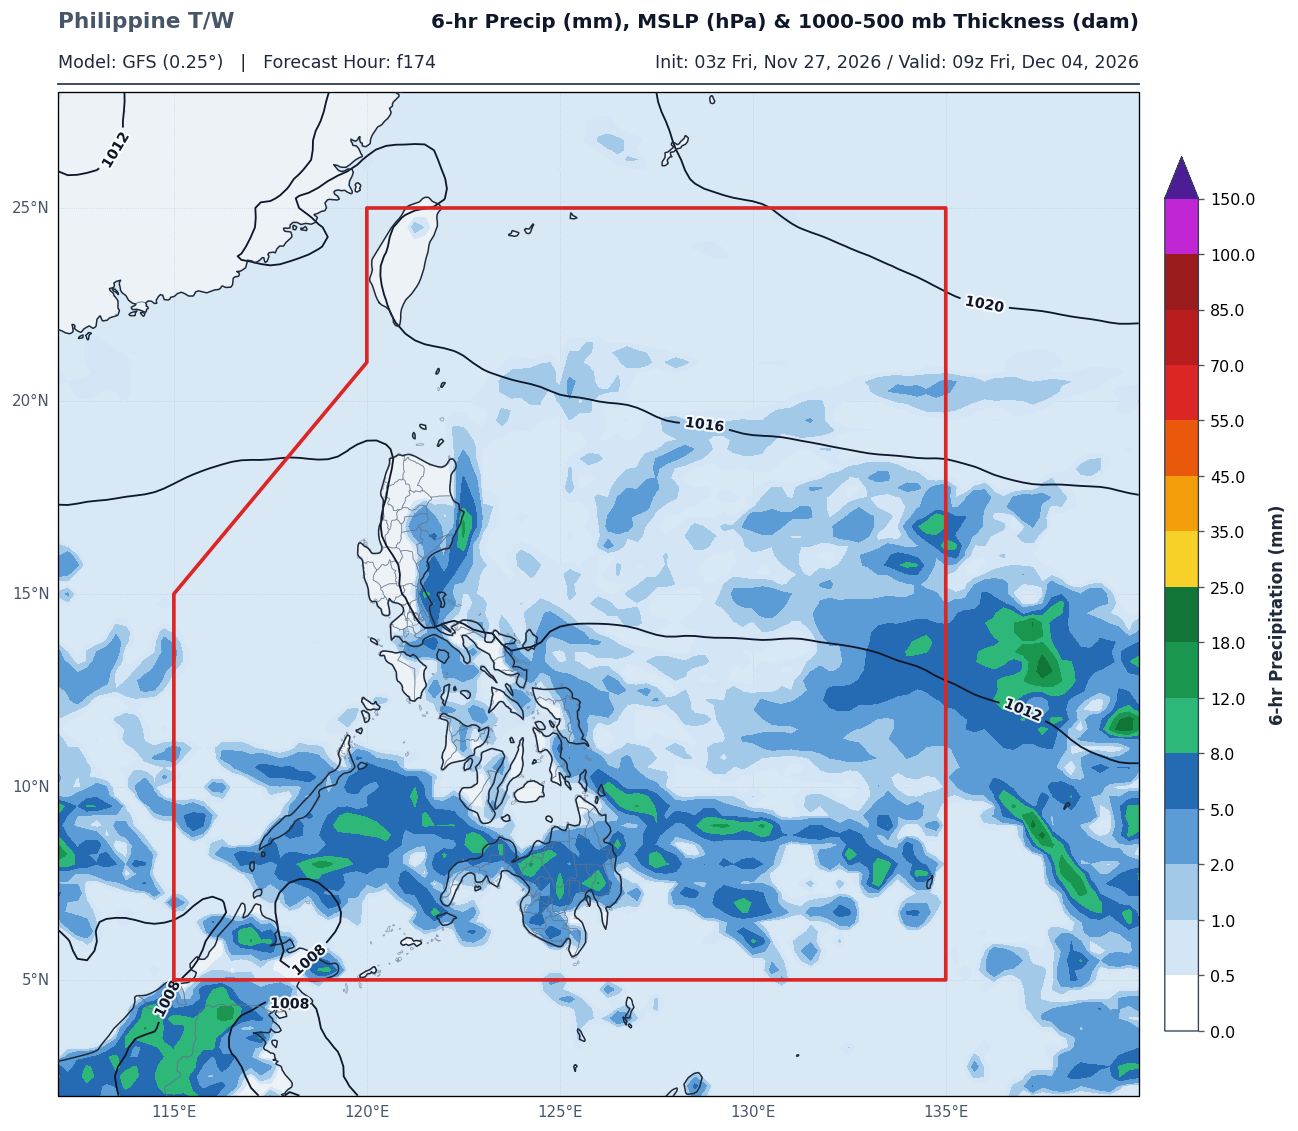 Philippine T/W
6-hr Precip (mm), MSLP (hPa) & 1000-500 mb Thickness (dam)
Model: GFS (0.25°) | Forecast Hour: f174
Init: 03z Fri, Nov 27, 2026 / Valid: 09z Fri, Dec 04, 2026
1012
1020
1016
1012
1008
1008
1008
25°N
20°N
15°N
10°N
5°N
115°E
120°E
125°E
130°E
135°E
150.0
100.0
85.0
70.0
55.0
45.0
35.0
25.0
18.0
12.0
8.0
5.0
2.0
1.0
0.5
0.0
6-hr Precipitation (mm)